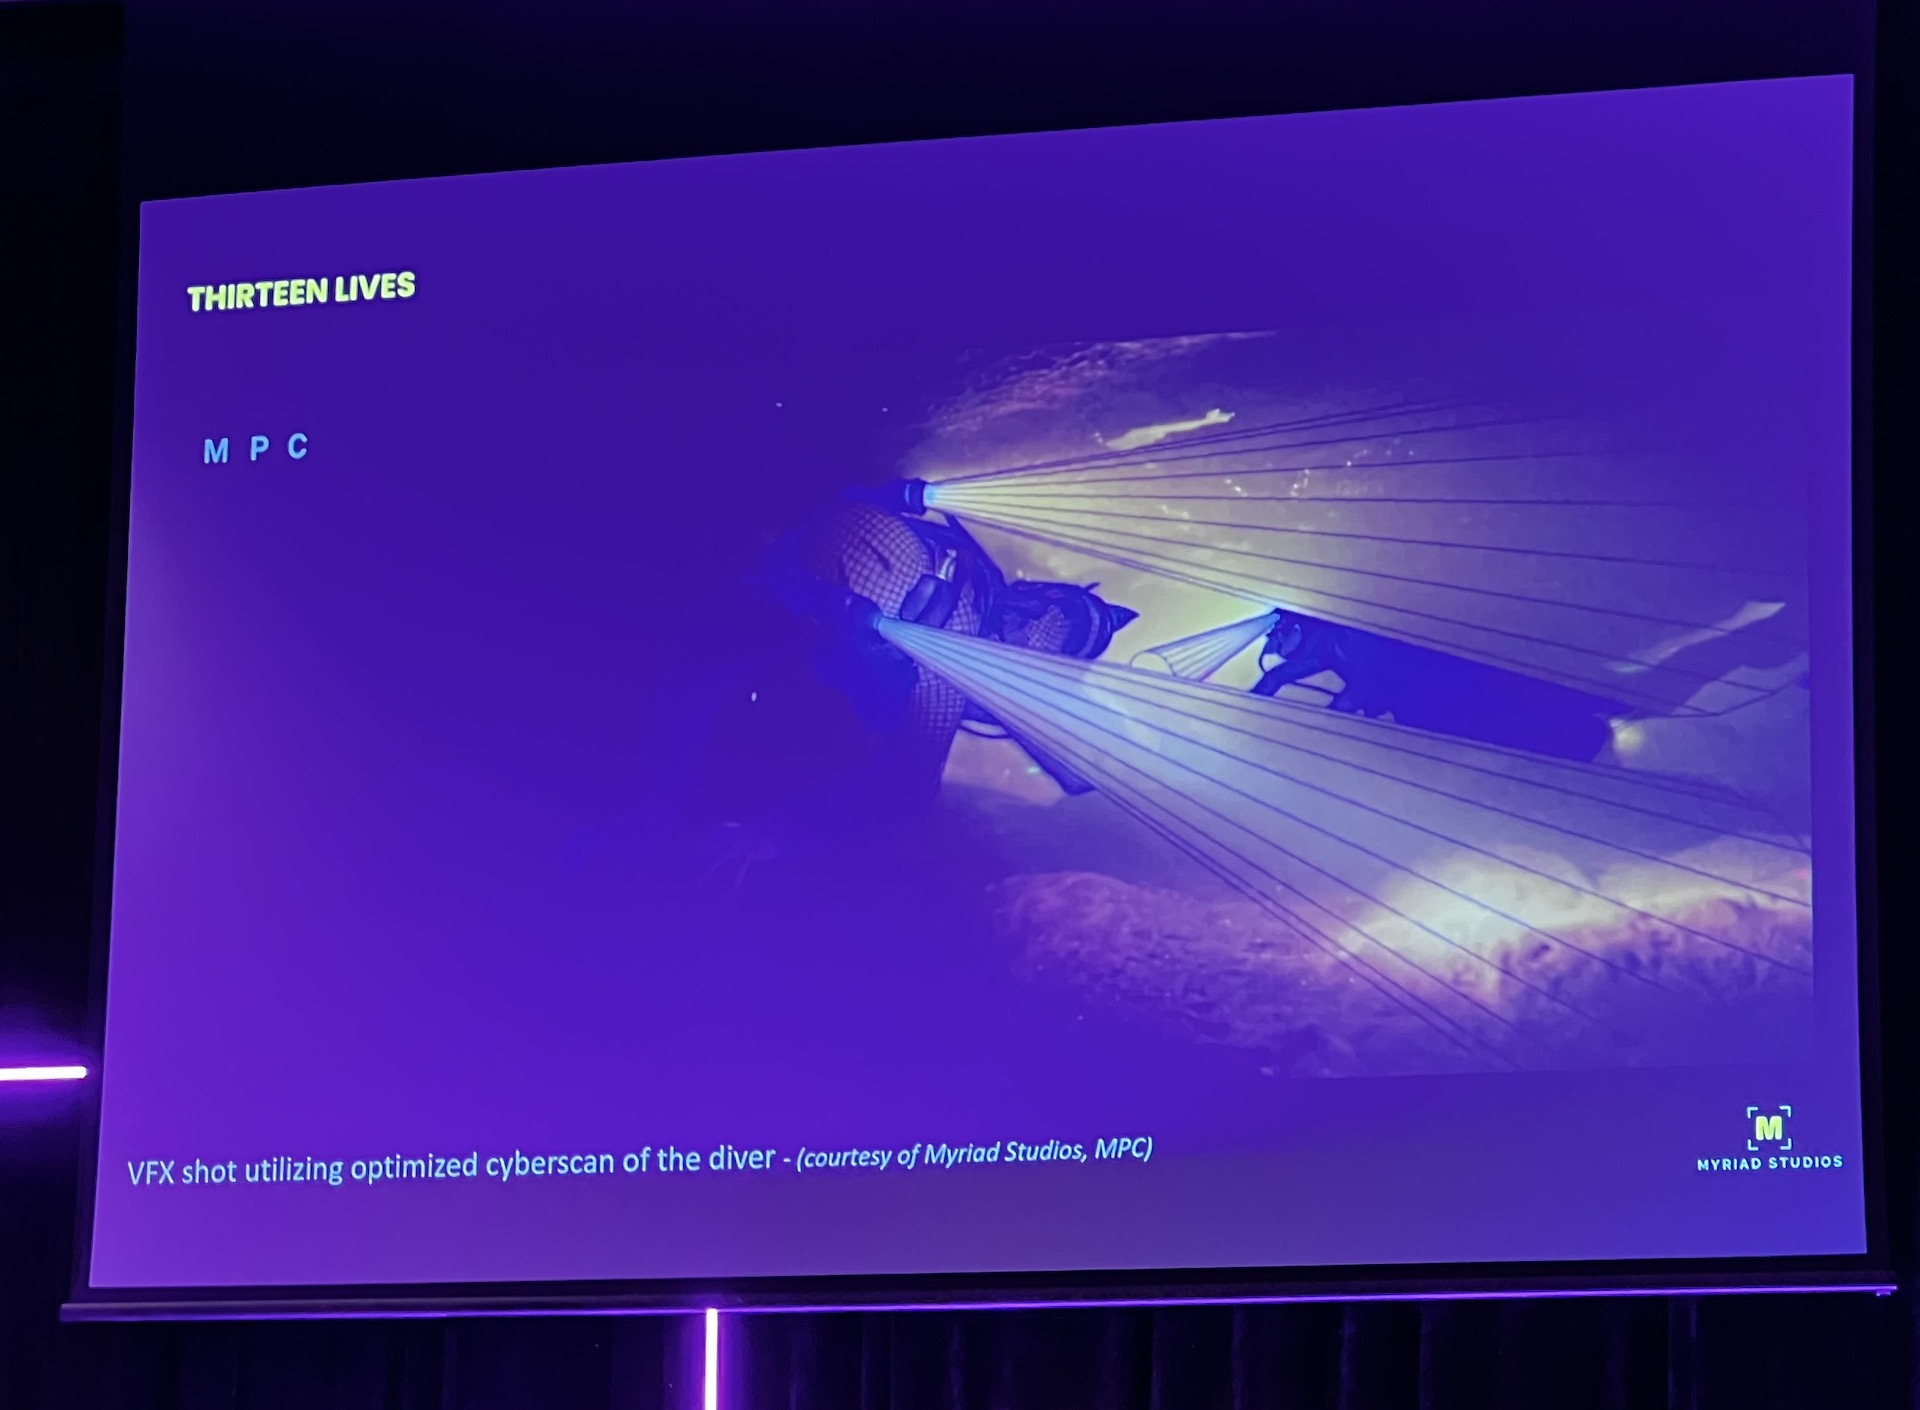 THIRTEEN LIVES
M P C
VFX shot utilizing optimized cyberscan of the diver - (courtesy of Myriad Studios, MPC)
M
MYRIAD STUDIOS